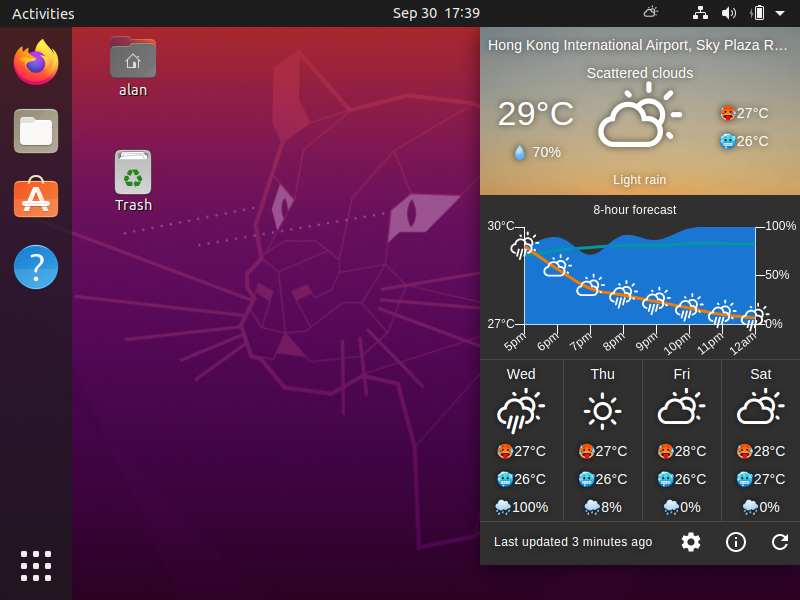 Activities
Sep 30 17:39
alan
Trash
Hong Kong International Airport, Sky Plaza R...
Scattered clouds
29°C
27°C
26°C
70%
Light rain
8-hour forecast
30°C
100%
50%
27°C
0%
5pm 6pm 7pm 8pm 9pm 10pm 11pm 12am
Wed Thu Fri Sat
27°C 27°C 28°C 28°C
26°C 26°C 26°C 27°C
100% 8% 0% 0%
Last updated 3 minutes ago